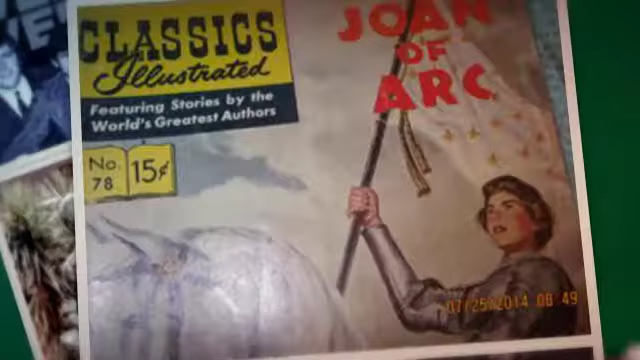 CLASSICS
Illustrated
Featuring Stories by the
World's Greatest Authors
No.
78
15¢
JOAN
OF
ARC
07/25/2014 08:49